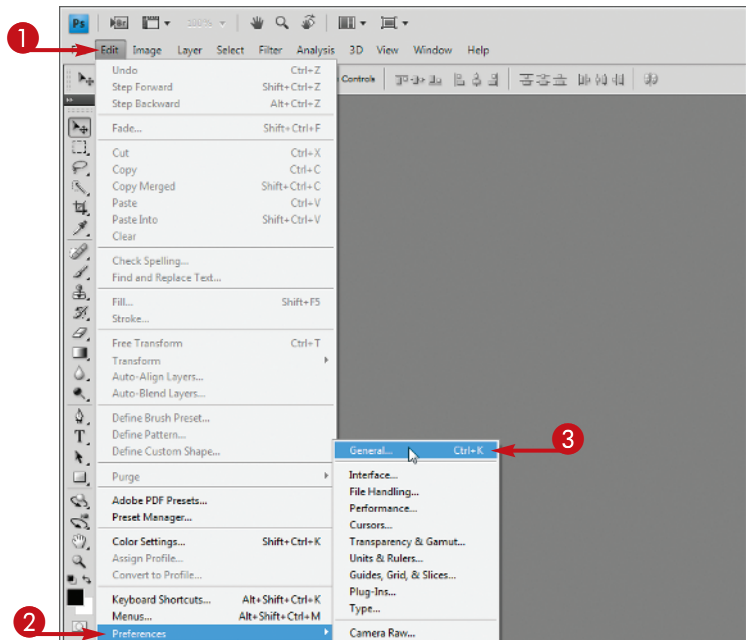 Ps Br 100%
1
Edit Image Layer Select Filter Analysis 3D View Window Help
Controls
Undo Ctrl+Z
Step Forward Shift+Ctrl+Z
Step Backward Alt+Ctrl+Z
Fade... Shift+Ctrl+F
Cut Ctrl+X
Copy Ctrl+C
Copy Merged Shift+Ctrl+C
Paste Ctrl+V
Paste Into Shift+Ctrl+V
Clear
Check Spelling...
Find and Replace Text...
Fill... Shift+F5
Stroke...
Free Transform Ctrl+T
Transform
Auto-Align Layers...
Auto-Blend Layers...
Define Brush Preset...
Define Pattern...
Define Custom Shape...
Purge
Adobe PDF Presets...
Preset Manager...
Color Settings... Shift+Ctrl+K
Assign Profile...
Convert to Profile...
Keyboard Shortcuts... Alt+Shift+Ctrl+K
Menus... Alt+Shift+Ctrl+M
2
Preferences
General... Ctrl+K
3
Interface...
File Handling...
Performance...
Cursors...
Transparency & Gamut...
Units & Rulers...
Guides, Grid, & Slices...
Plug-Ins...
Type...
Camera Raw...
T